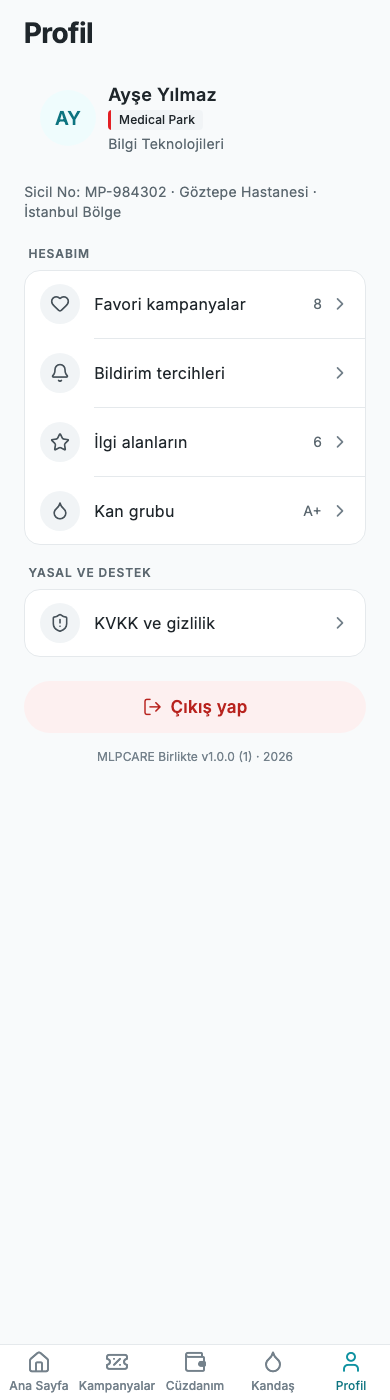 Profil
AY
Ayşe Yılmaz
Medical Park
Bilgi Teknolojileri
Sicil No: MP-984302 · Göztepe Hastanesi ·
İstanbul Bölge
HESABIM
Favori kampanyalar 8
Bildirim tercihleri
İlgi alanların 6
Kan grubu A+
YASAL VE DESTEK
KVKK ve gizlilik
Çıkış yap
MLPCARE Birlikte v1.0.0 (1) · 2026
Ana Sayfa Kampanyalar Cüzdanım Kandaş Profil